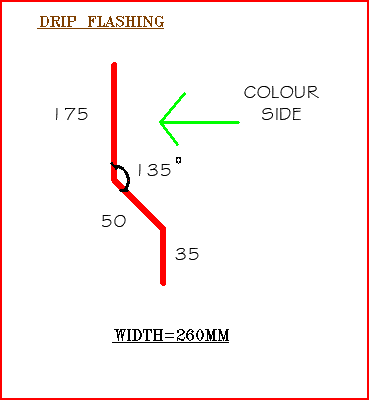 DRIP FLASHING
COLOUR
SIDE
175
135°
50
35
WIDTH=260MM